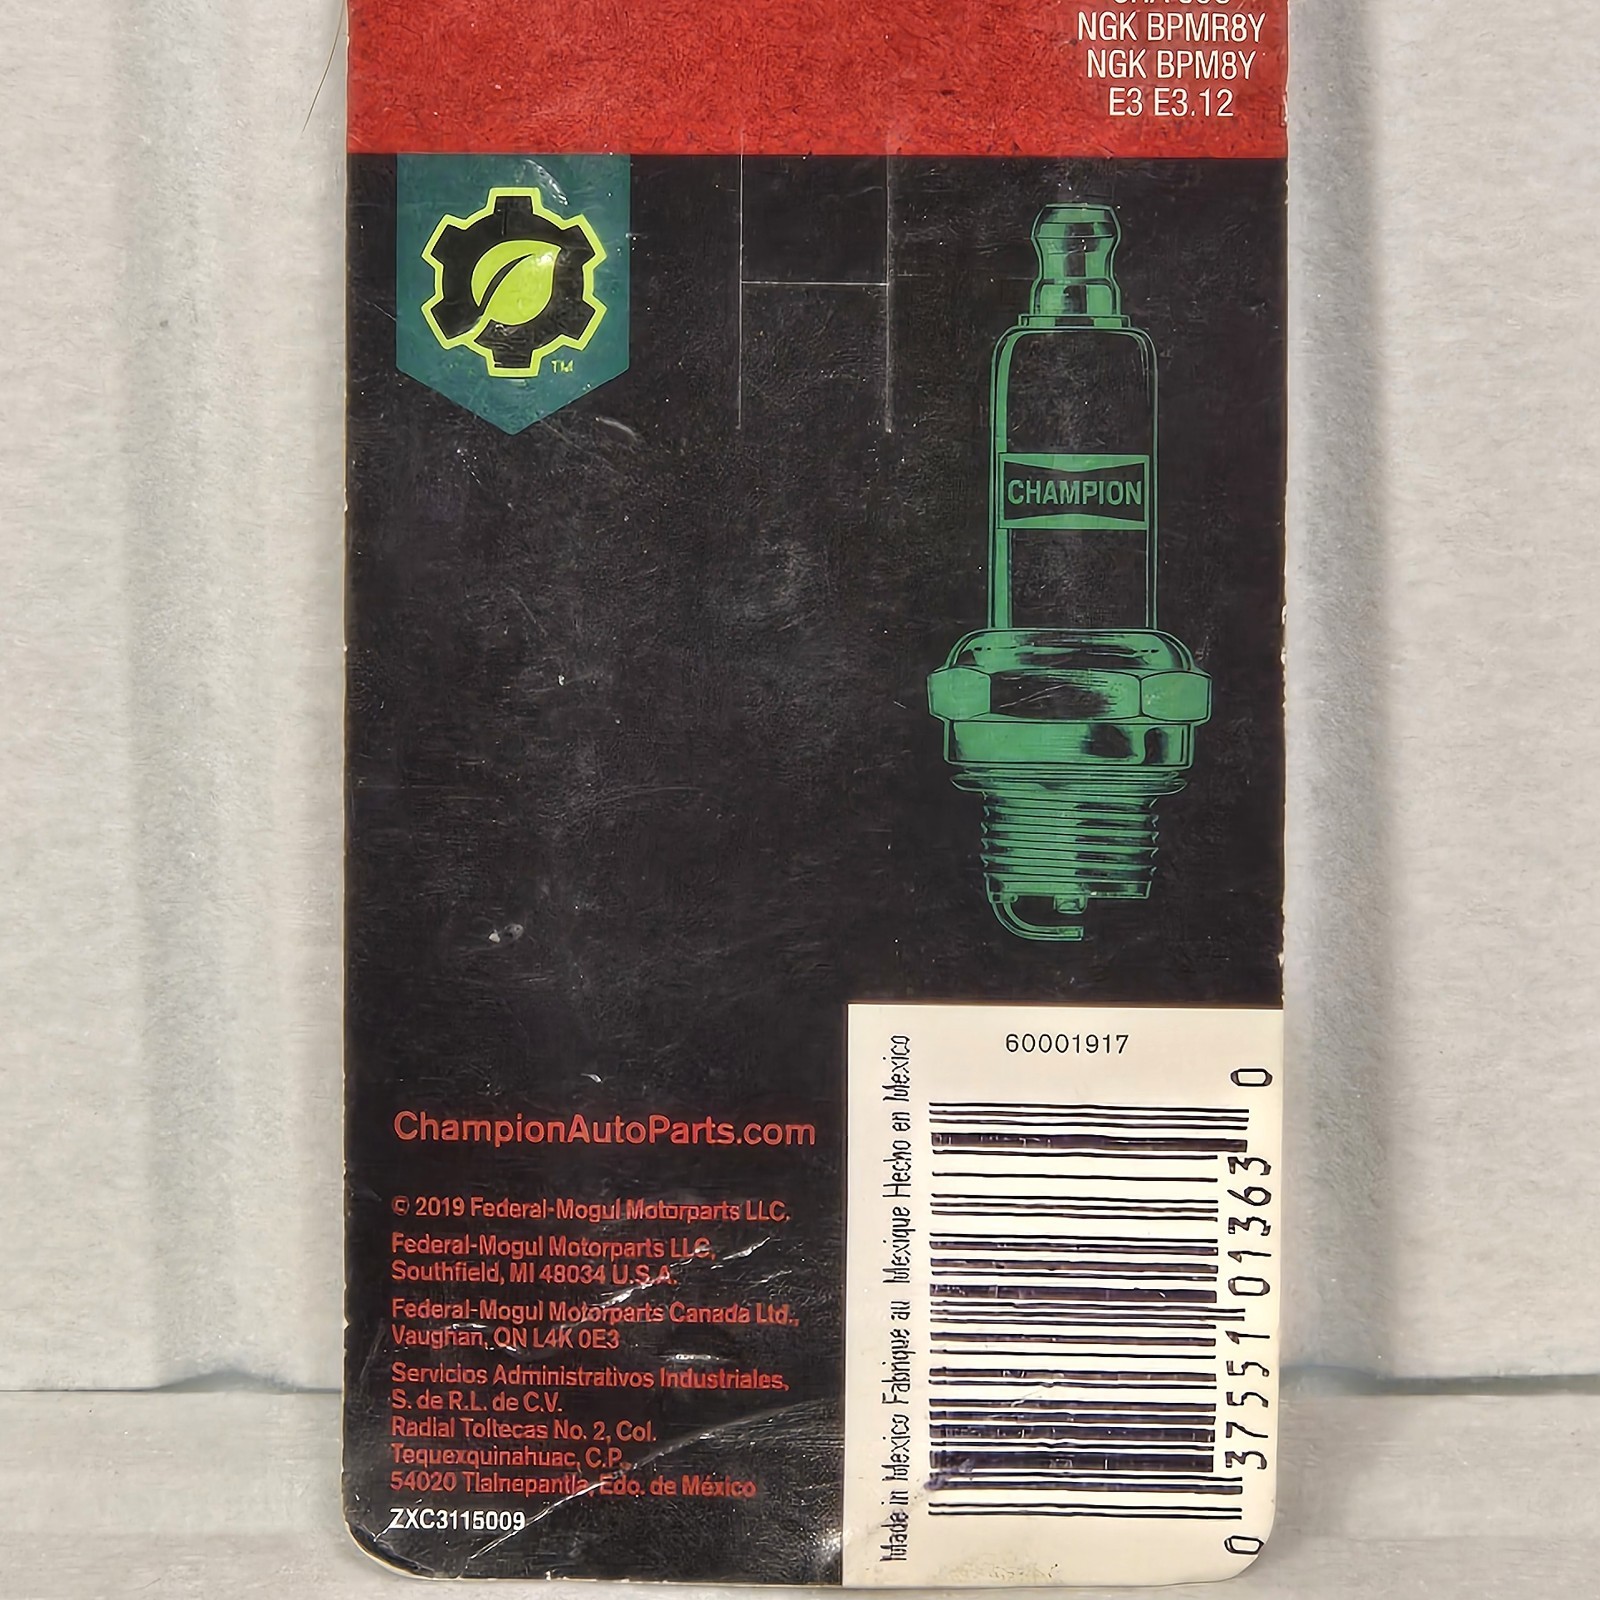 NGK BPMR8Y
NGK BPM8Y
E3 E3.12
TM
CHAMPION
60001917
Made in Mexico Fabrique au Mexique Hecho en Mexico
0 37551 01363 0
ChampionAutoParts.com
© 2019 Federal-Mogul Motorparts LLC.
Federal-Mogul Motorparts LLC,
Southfield, MI 48034 U.S.A.
Federal-Mogul Motorparts Canada Ltd.,
Vaughan, ON L4K 0E3
Servicios Administrativos Industriales,
S. de R.L. de C.V.
Radial Toltecas No. 2, Col.
Tequexquinahuac, C.P.
54020 Tlalnepantla, Edo. de México
ZXC3115009